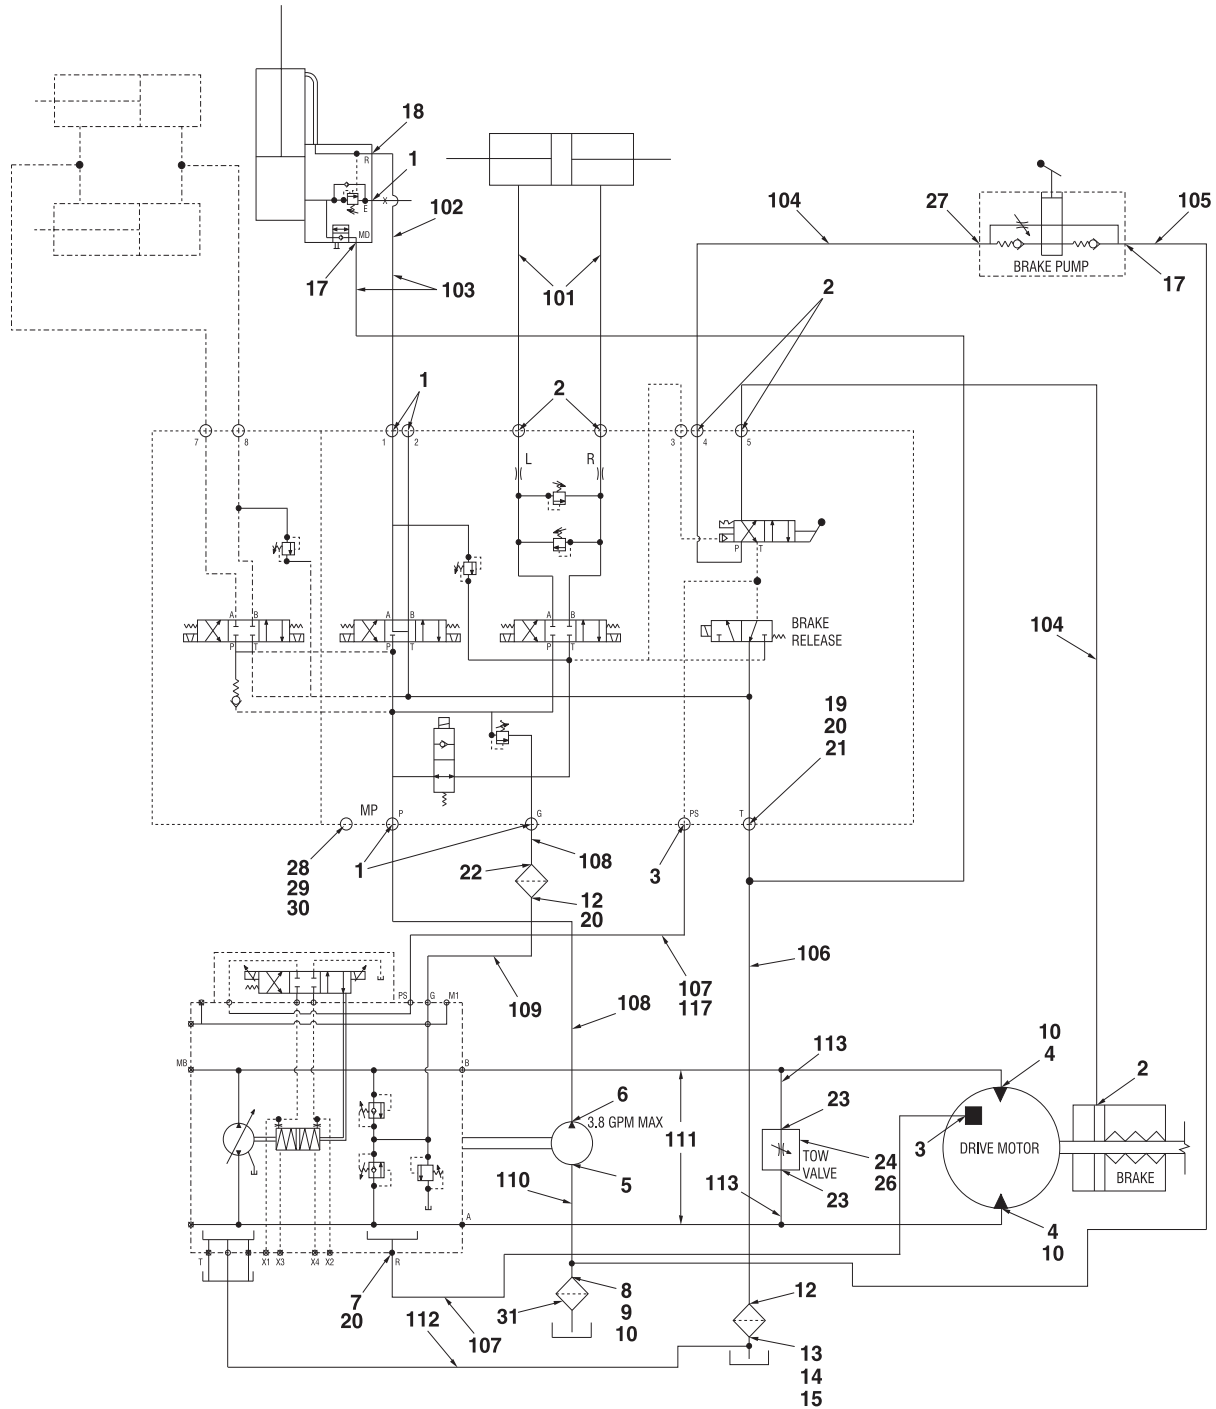 18
R
1
E
X
102
MD
17
103
101
104
27
105
BRAKE PUMP
17
2
1
2
7
8
1
2
3
4
5
L
R
P
T
A
B
A
B
A
B
P
T
P
T
P
T
BRAKE
RELEASE
104
19
20
21
MP
P
G
PS
T
28
29
30
1
22
108
12
20
3
106
107
117
109
108
PS
G
M1
MB
B
113
10
4
2
6
3.8 GPM MAX
111
23
TOW
VALVE
24
26
3
DRIVE MOTOR
BRAKE
5
110
113
23
A
4
10
T
X1
X3
X4
X2
R
7
20
107
112
31
8
9
10
12
13
14
15